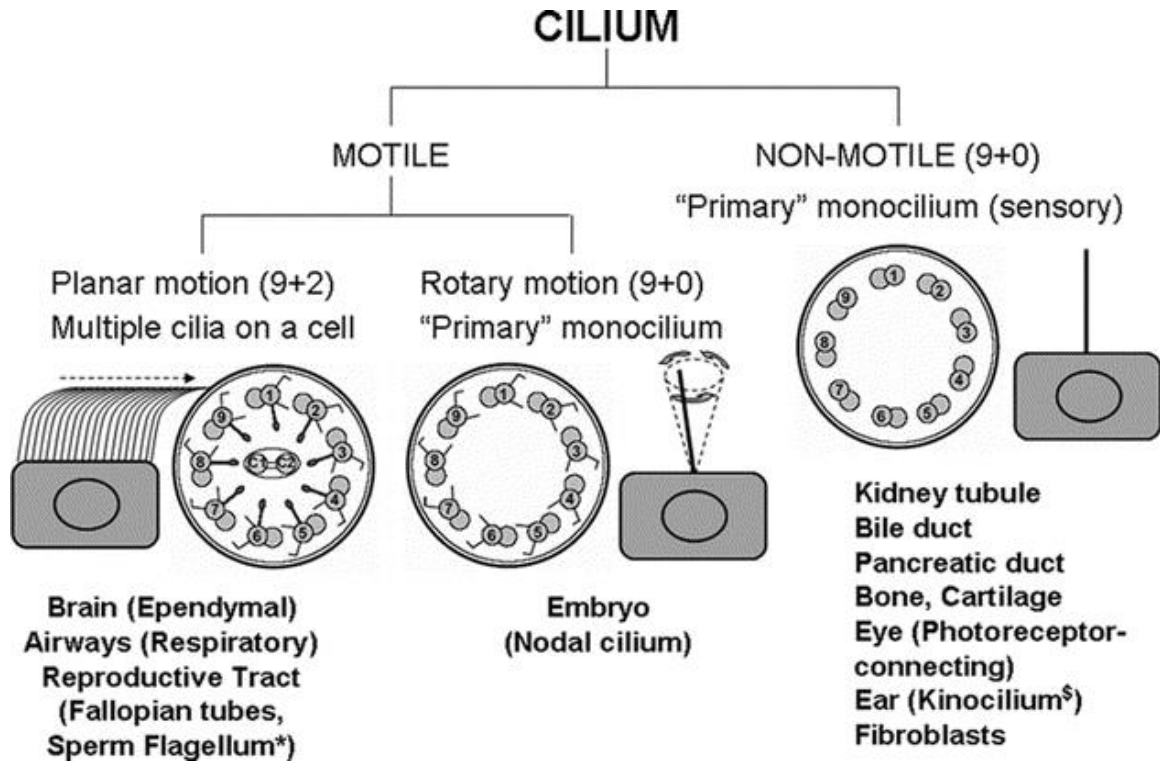 CILIUM
MOTILE
NON-MOTILE (9+0)
“Primary” monocilium (sensory)
Planar motion (9+2)
Multiple cilia on a cell
Rotary motion (9+0)
“Primary” monocilium
1
2
3
4
5
6
7
8
9
C1
C2
1
2
3
4
5
6
7
8
9
1
2
3
4
5
6
7
8
9
Brain (Ependymal)
Airways (Respiratory)
Reproductive Tract
(Fallopian tubes,
Sperm Flagellum*)
Embryo
(Nodal cilium)
Kidney tubule
Bile duct
Pancreatic duct
Bone, Cartilage
Eye (Photoreceptor-
connecting)
Ear (Kinocilium$)
Fibroblasts